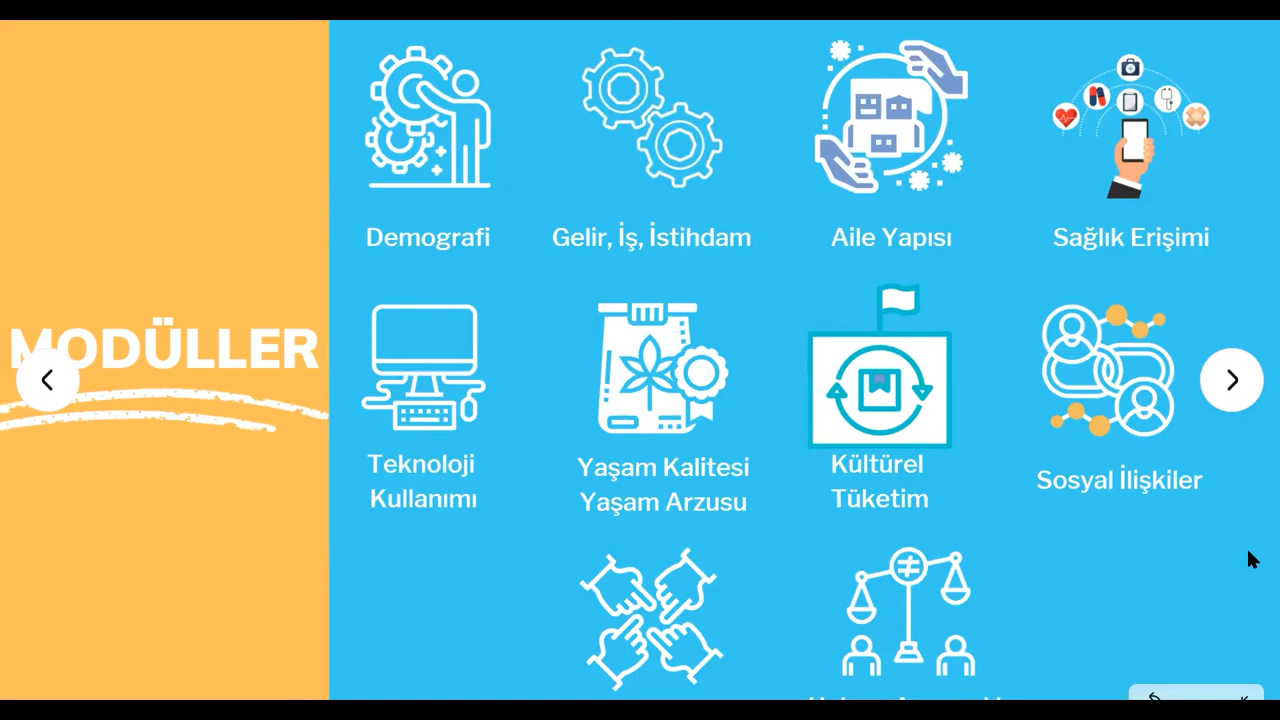 MODÜLLER
Demografi
Gelir, İş, İstihdam
Aile Yapısı
Sağlık Erişimi
Teknoloji
Kullanımı
Yaşam Kalitesi
Yaşam Arzusu
Kültürel
Tüketim
Sosyal İlişkiler